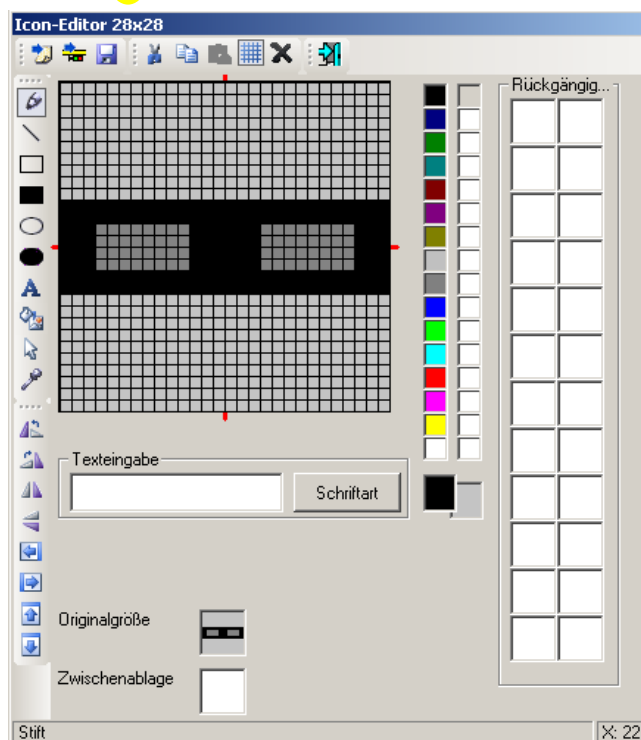 Icon-Editor 28x28
Rückgängig...
A
Texteingabe
Schriftart
Originalgröße
Zwischenablage
Stift
X: 22